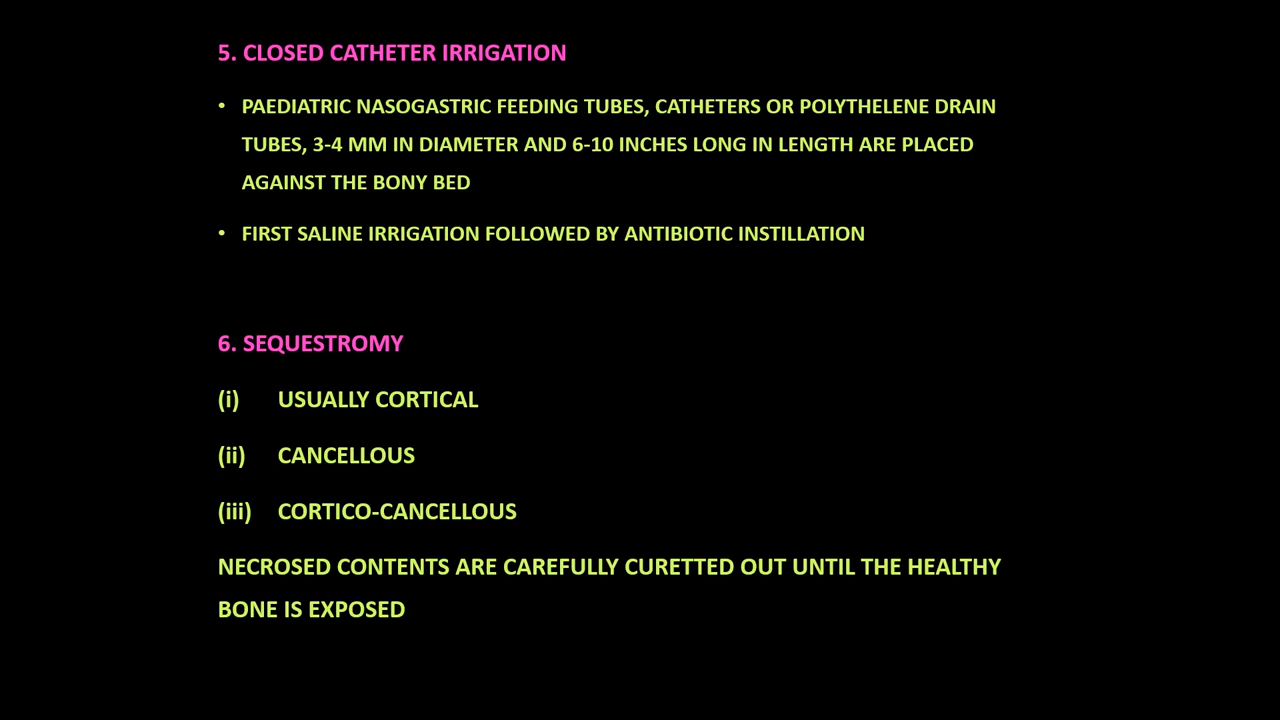 5. CLOSED CATHETER IRRIGATION
• PAEDIATRIC NASOGASTRIC FEEDING TUBES, CATHETERS OR POLYTHELENE DRAIN
TUBES, 3-4 MM IN DIAMETER AND 6-10 INCHES LONG IN LENGTH ARE PLACED
AGAINST THE BONY BED
• FIRST SALINE IRRIGATION FOLLOWED BY ANTIBIOTIC INSTILLATION
6. SEQUESTROMY
(i) USUALLY CORTICAL
(ii) CANCELLOUS
(iii) CORTICO-CANCELLOUS
NECROSED CONTENTS ARE CAREFULLY CURETTED OUT UNTIL THE HEALTHY
BONE IS EXPOSED